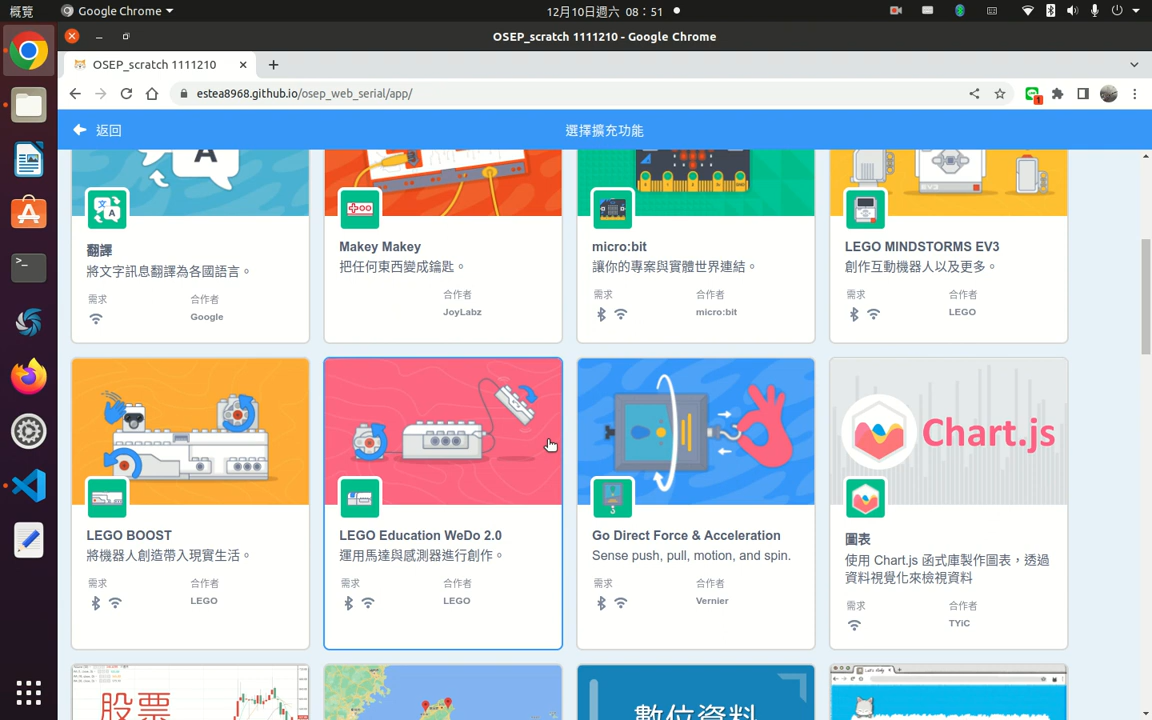 概覽
Google Chrome
12月10日週六 08：51
OSEP_scratch 1111210 - Google Chrome
OSEP_scratch 1111210
estea8968.github.io/osep_web_serial/app/
1
返回
選擇擴充功能
文
A
A
EV3
翻譯
將文字訊息翻譯為各國語言。
需求
合作者
Google
Makey Makey
把任何東西變成鑰匙。
合作者
JoyLabz
micro:bit
讓你的專案與實體世界連結。
需求
合作者
micro:bit
LEGO MINDSTORMS EV3
創作互動機器人以及更多。
需求
合作者
LEGO
Chart.js
LEGO BOOST
將機器人創造帶入現實生活。
需求
合作者
LEGO
LEGO Education WeDo 2.0
運用馬達與感測器進行創作。
需求
合作者
LEGO
Go Direct Force & Acceleration
Sense push, pull, motion, and spin.
需求
合作者
Vernier
圖表
使用 Chart.js 函式庫製作圖表，透過
資料視覺化來檢視資料
需求
合作者
TYiC
股票
數位資料